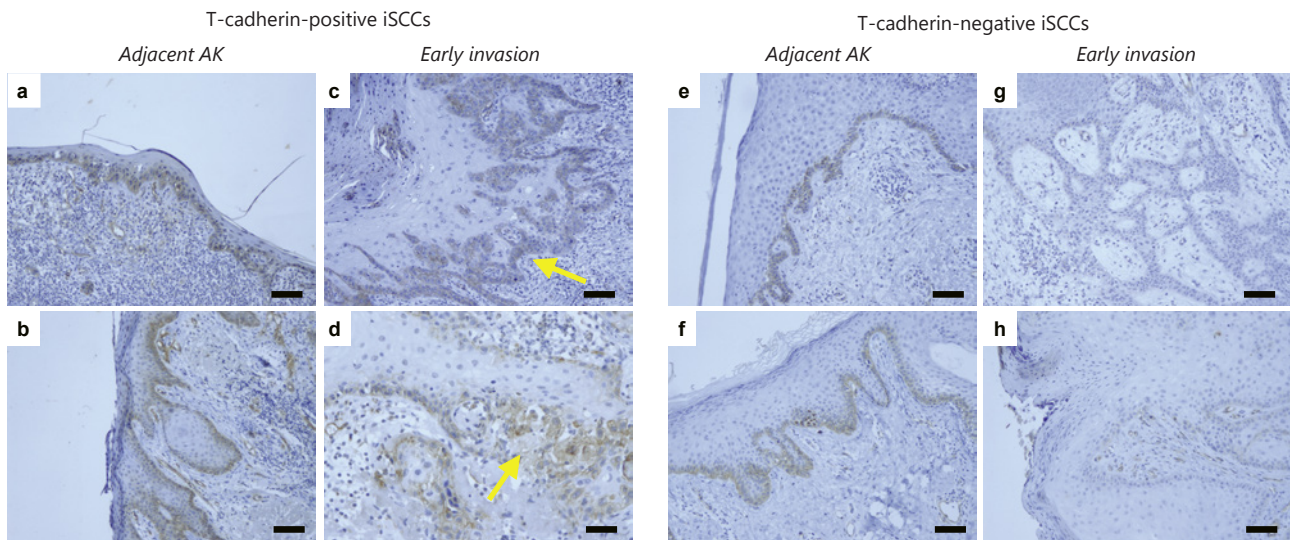 T-cadherin-positive iSCCs
T-cadherin-negative iSCCs
Adjacent AK
Early invasion
Adjacent AK
Early invasion
a
c
e
g
b
d
f
h